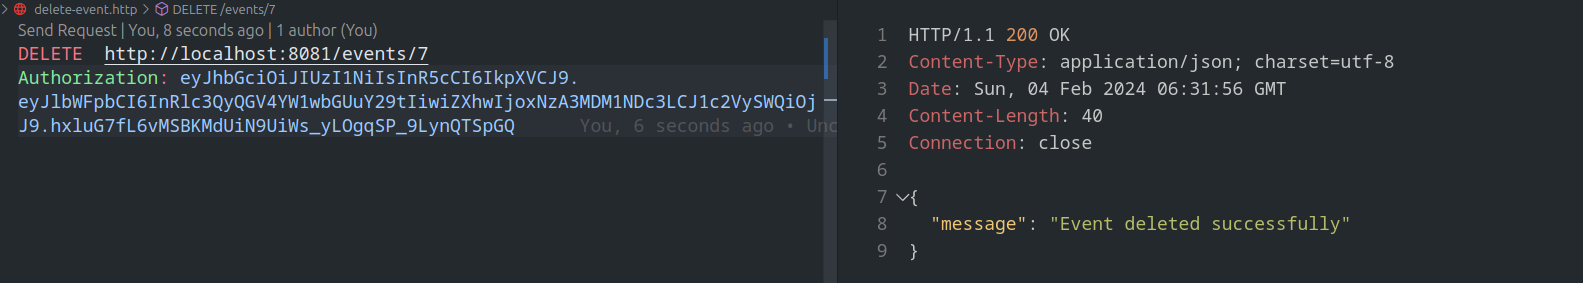 delete-event.http > DELETE /events/7
Send Request | You, 8 seconds ago | 1 author (You)
DELETE http://localhost:8081/events/7
Authorization: eyJhbGciOiJIUzI1NiIsInR5cCI6IkpXVCJ9.
eyJlbWFpbCI6InRlc3QyQGV4YW1wbGUuY29tIiwiZXhwIjoxNzA3MDM1NDc3LCJ1c2VySWQiOj
J9.hxluG7fL6vMSBKMdUiN9UiWs_yLOgqSP_9LynQTSpGQ You, 6 seconds ago • Unc
1 HTTP/1.1 200 OK
2 Content-Type: application/json; charset=utf-8
3 Date: Sun, 04 Feb 2024 06:31:56 GMT
4 Content-Length: 40
5 Connection: close
6
7 {
8 "message": "Event deleted successfully"
9 }